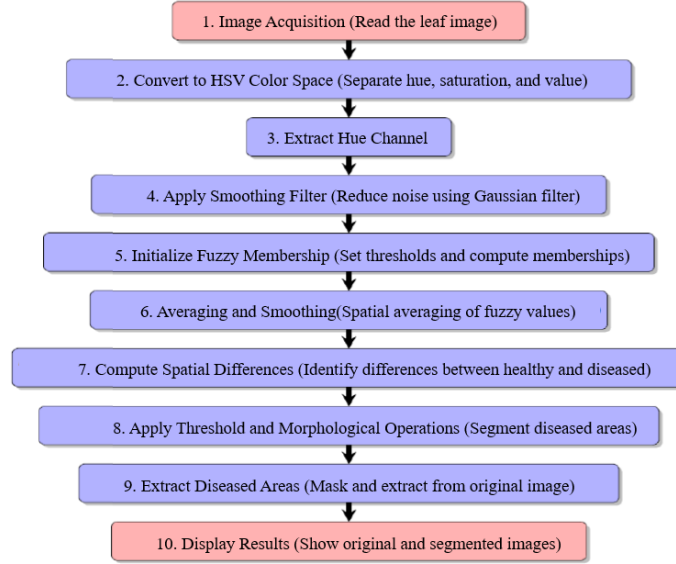 1. Image Acquisition (Read the leaf image)
2. Convert to HSV Color Space (Separate hue, saturation, and value)
3. Extract Hue Channel
4. Apply Smoothing Filter (Reduce noise using Gaussian filter)
5. Initialize Fuzzy Membership (Set thresholds and compute memberships)
6. Averaging and Smoothing(Spatial averaging of fuzzy values)
7. Compute Spatial Differences (Identify differences between healthy and diseased)
8. Apply Threshold and Morphological Operations (Segment diseased areas)
9. Extract Diseased Areas (Mask and extract from original image)
10. Display Results (Show original and segmented images)